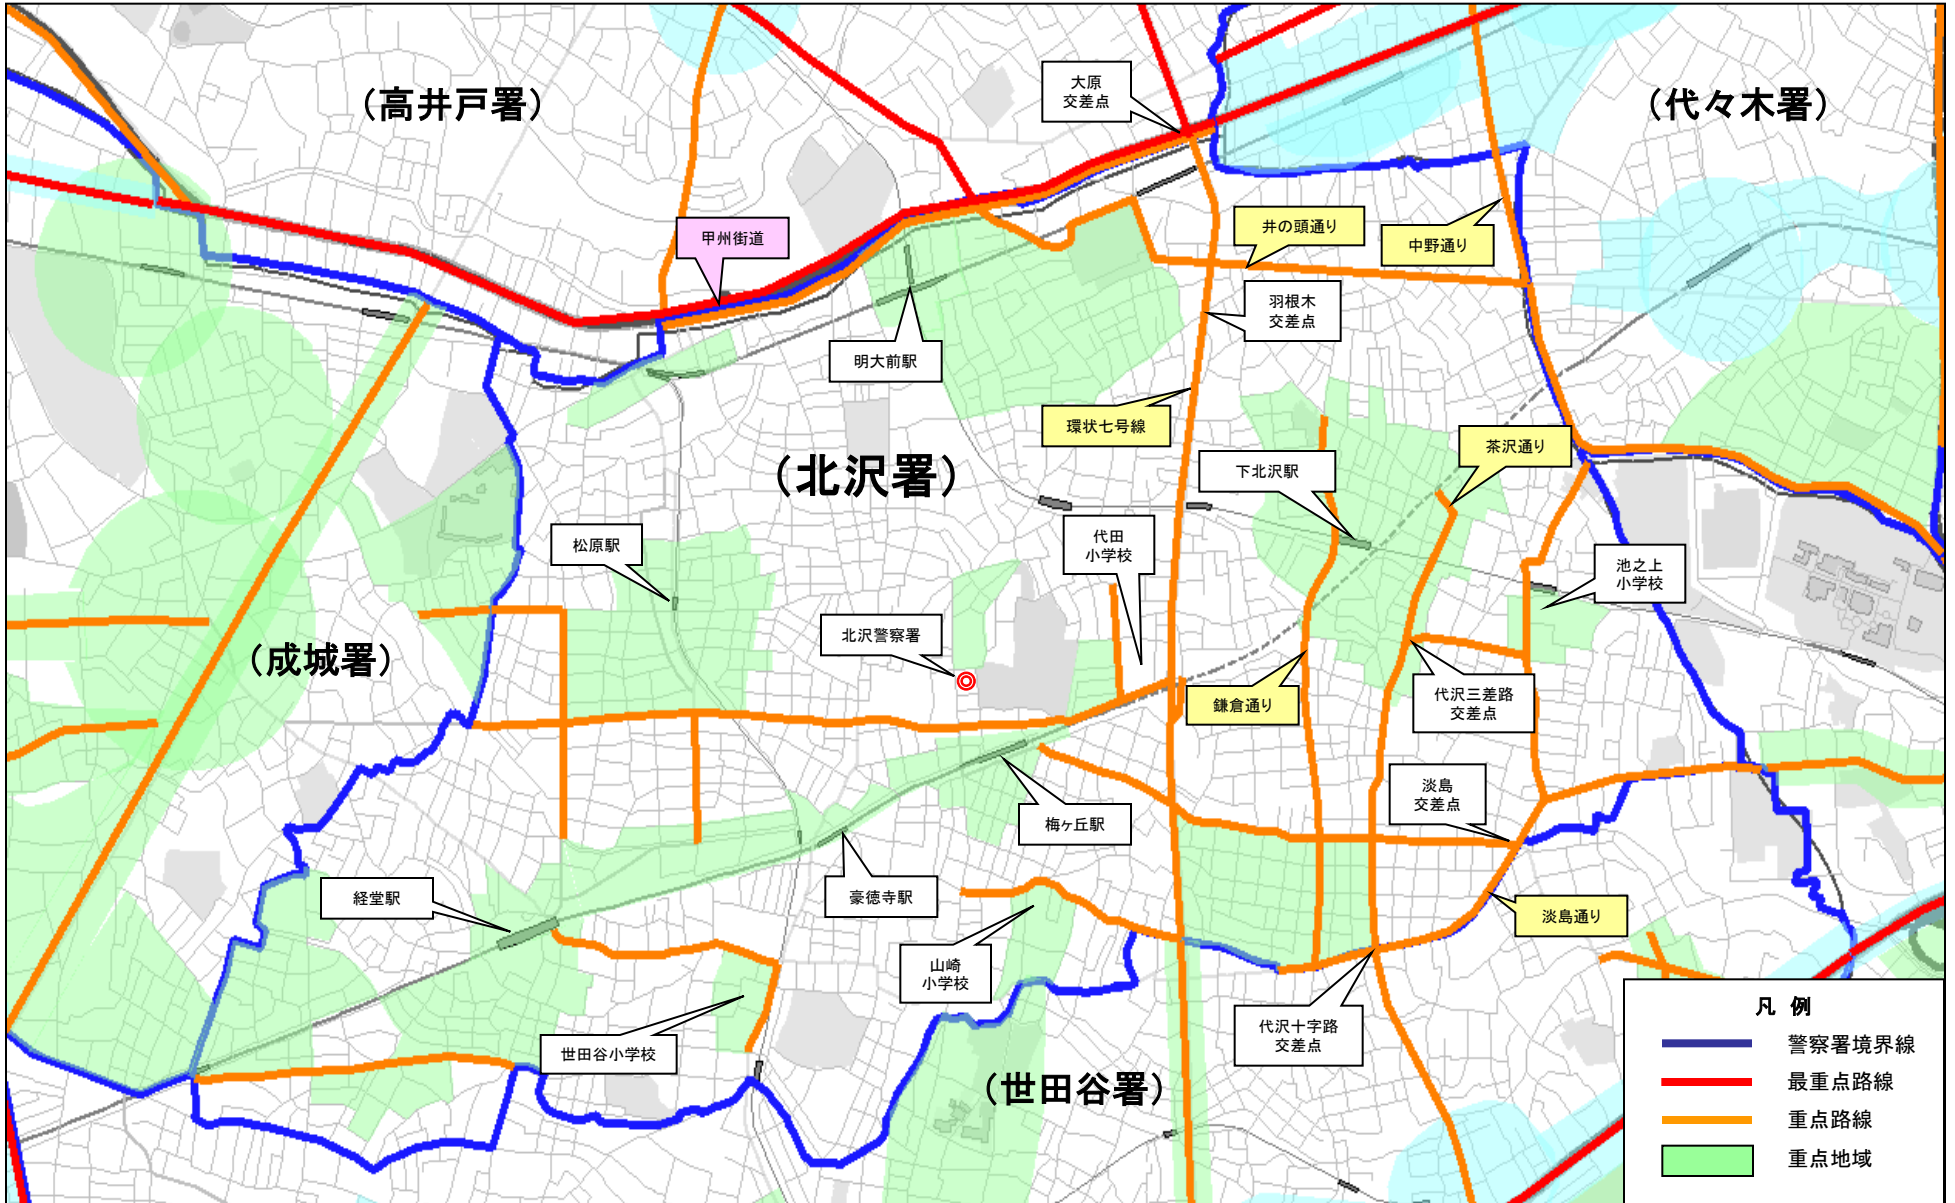 （高井戸署）
大原
交差点
（代々木署）
甲州街道
井の頭通り
中野通り
羽根木
交差点
明大前駅
環状七号線
茶沢通り
（北沢署）
下北沢駅
松原駅
代田
小学校
池之上
小学校
北沢警察署
（成城署）
鎌倉通り
代沢三差路
交差点
淡島
交差点
梅ヶ丘駅
経堂駅
豪徳寺駅
淡島通り
山崎
小学校
世田谷小学校
代沢十字路
交差点
（世田谷署）
凡 例
警察署境界線
最重点路線
重点路線
重点地域